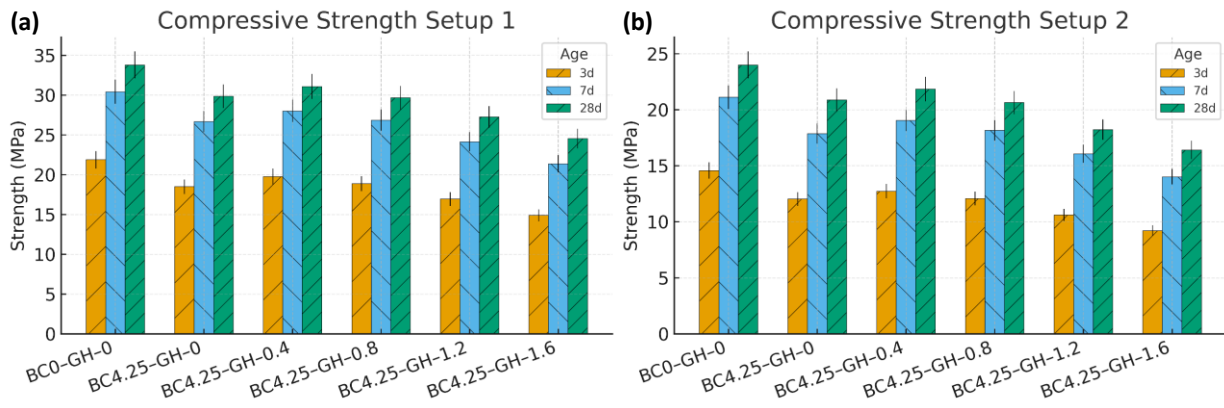 (a)
Compressive Strength Setup 1
Strength (MPa)
35
30
25
20
15
10
5
0
Age
3d
7d
28d
BC0–GH–0
BC4.25–GH–0
BC4.25–GH–0.4
BC4.25–GH–0.8
BC4.25–GH–1.2
BC4.25–GH–1.6
(b)
Compressive Strength Setup 2
Strength (MPa)
25
20
15
10
5
0
Age
3d
7d
28d
BC0–GH–0
BC4.25–GH–0
BC4.25–GH–0.4
BC4.25–GH–0.8
BC4.25–GH–1.2
BC4.25–GH–1.6